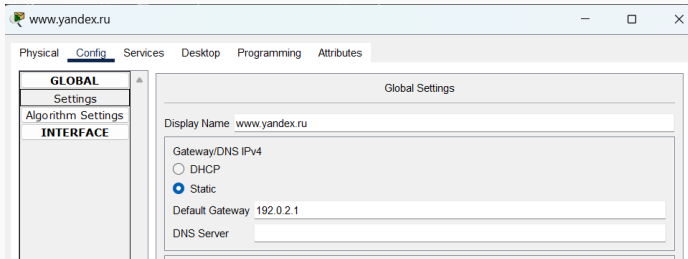 www.yandex.ru
Physical Config Services Desktop Programming Attributes
GLOBAL
Settings
Algorithm Settings
INTERFACE
Global Settings
Display Name www.yandex.ru
Gateway/DNS IPv4
DHCP
Static
Default Gateway 192.0.2.1
DNS Server